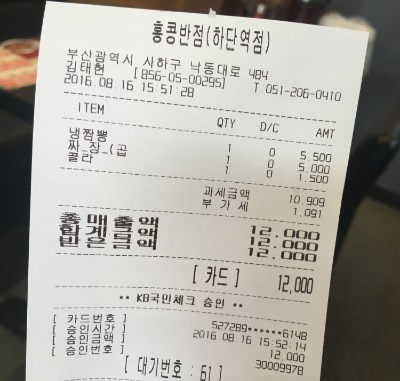 홍콩반점(하단역점)
부산광역시 사하구 낙동대로 484
김태헌 [856-05-00295] T:051-206-0410
2016.08.16 15:51:28
ITEM QTY D/C AMT
냉짬뽕 1 0 5,500
짜_장_(곱 1 0 5,000
콜라 1 0 1,500
과세금액 10,909
부 가 세 1,091
총 매 출 액 12,000
합 계 금 액 12,000
받 은 금 액 12,000
[ 카드 ] 12,000
** KB국민체크 승인 **
[ 카드번호 ] 527289******6148
[ 승인시간 ] 2016 08 16 15:52:14
[ 승인금액 ] 12,000
[ 승인번호 ] 30009978
[ 대기번호 : 61 ]